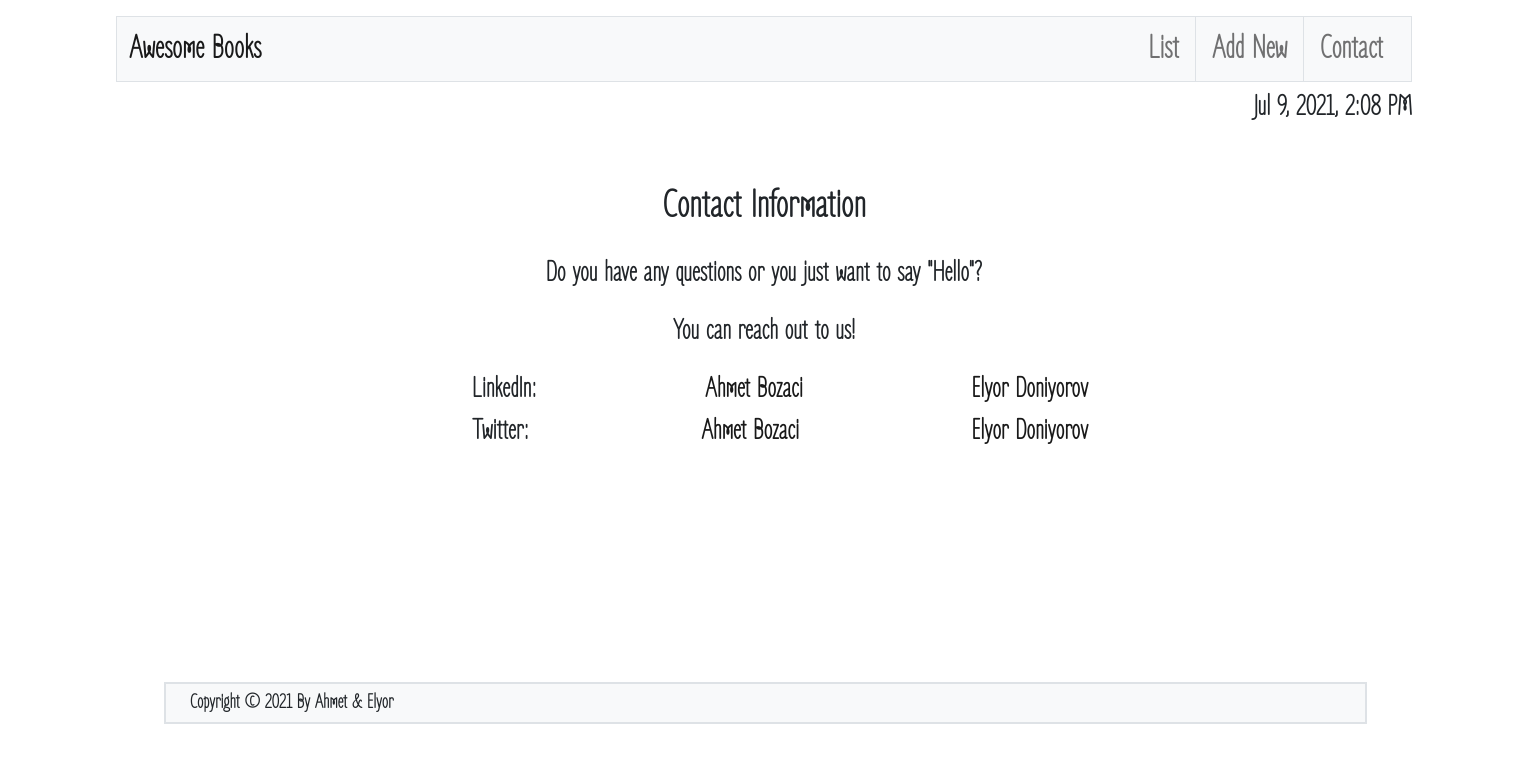 Awesome Books List Add New Contact
Jul 9, 2021, 2:08 PM
Contact Information
Do you have any questions or you just want to say "Hello"?
You can reach out to us!
LinkedIn: Ahmet Bozaci Elyor Doniyorov
Twitter: Ahmet Bozaci Elyor Doniyorov
Copyright © 2021 By Ahmet & Elyor